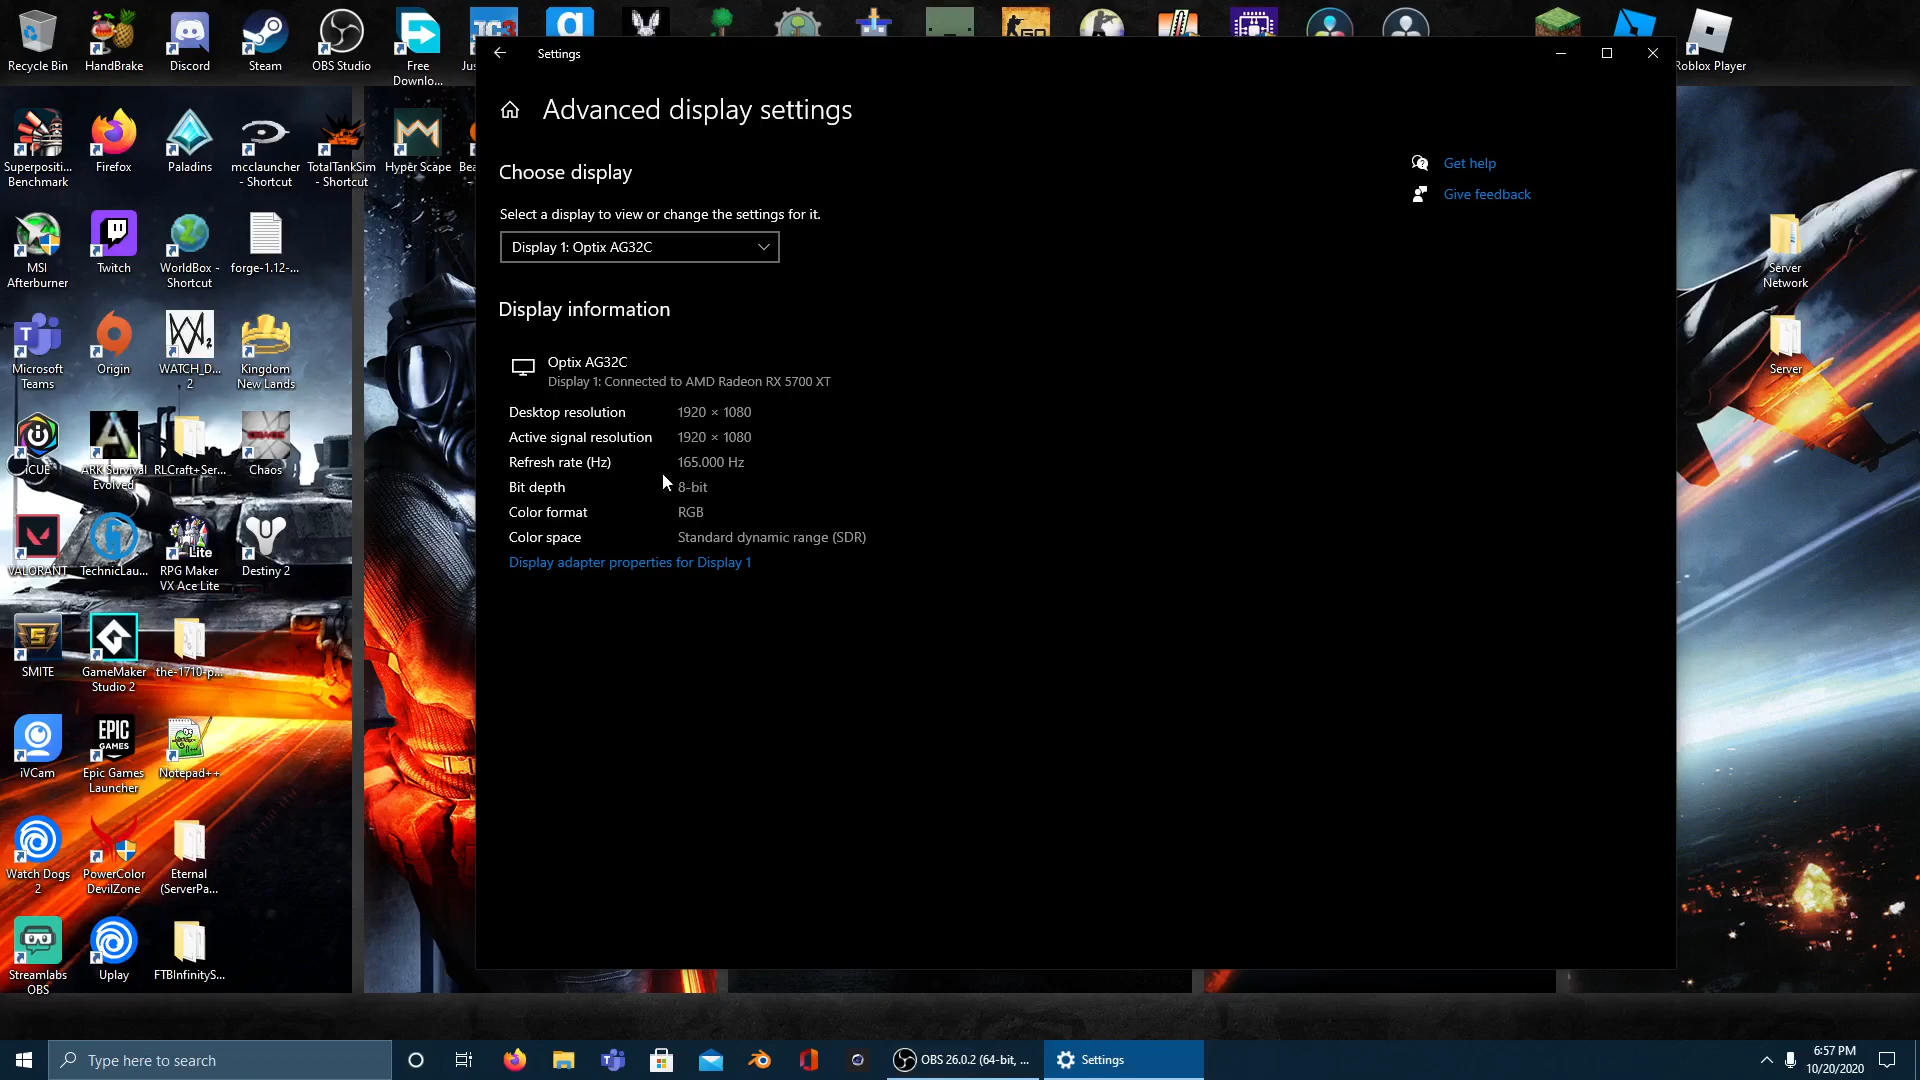 Recycle Bin
HandBrake
Discord
Steam
OBS Studio
Free
Downlo...
Roblox Player
Settings
Advanced display settings
Choose display
Select a display to view or change the settings for it.
Display 1: Optix AG32C
Display information
Optix AG32C
Display 1: Connected to AMD Radeon RX 5700 XT
Desktop resolution 1920 × 1080
Active signal resolution 1920 × 1080
Refresh rate (Hz) 165.000 Hz
Bit depth 8-bit
Color format RGB
Color space Standard dynamic range (SDR)
Display adapter properties for Display 1
Get help
Give feedback
Superpositi...
Benchmark
Firefox
Paladins
mcclauncher
- Shortcut
TotalTankSim
- Shortcut
Hyper Scape
MSI
Afterburner
Twitch
WorldBox -
Shortcut
forge-1.12-...
Microsoft
Teams
Origin
WATCH_D...
2
Kingdom
New Lands
iCUE
ARK Survival
Evolved
RLCraft+Ser...
Chaos
VALORANT
TechnicLau...
Lite
RPG Maker
VX Ace Lite
Destiny 2
SMITE
GameMaker
Studio 2
the-1710-p...
iVCam
EPIC
GAMES
Epic Games
Launcher
Notepad++
Watch Dogs
2
PowerColor
DevilZone
Eternal
(ServerPa...
Streamlabs
OBS
Uplay
FTBInfinityS...
Server
Network
Server
Type here to search
OBS 26.0.2 (64-bit, ...
Settings
6:57 PM
10/20/2020